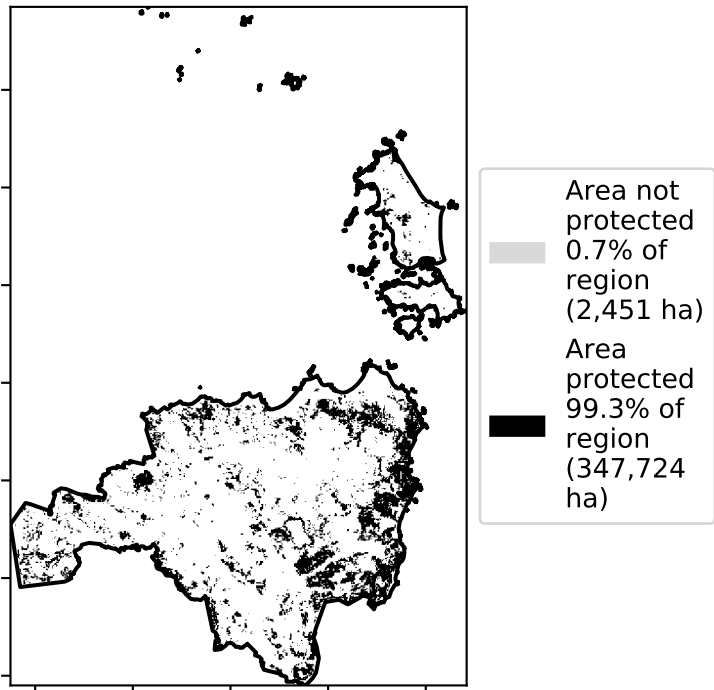 Area not
protected
0.7% of
region
(2,451 ha)
Area
protected
99.3% of
region
(347,724
ha)